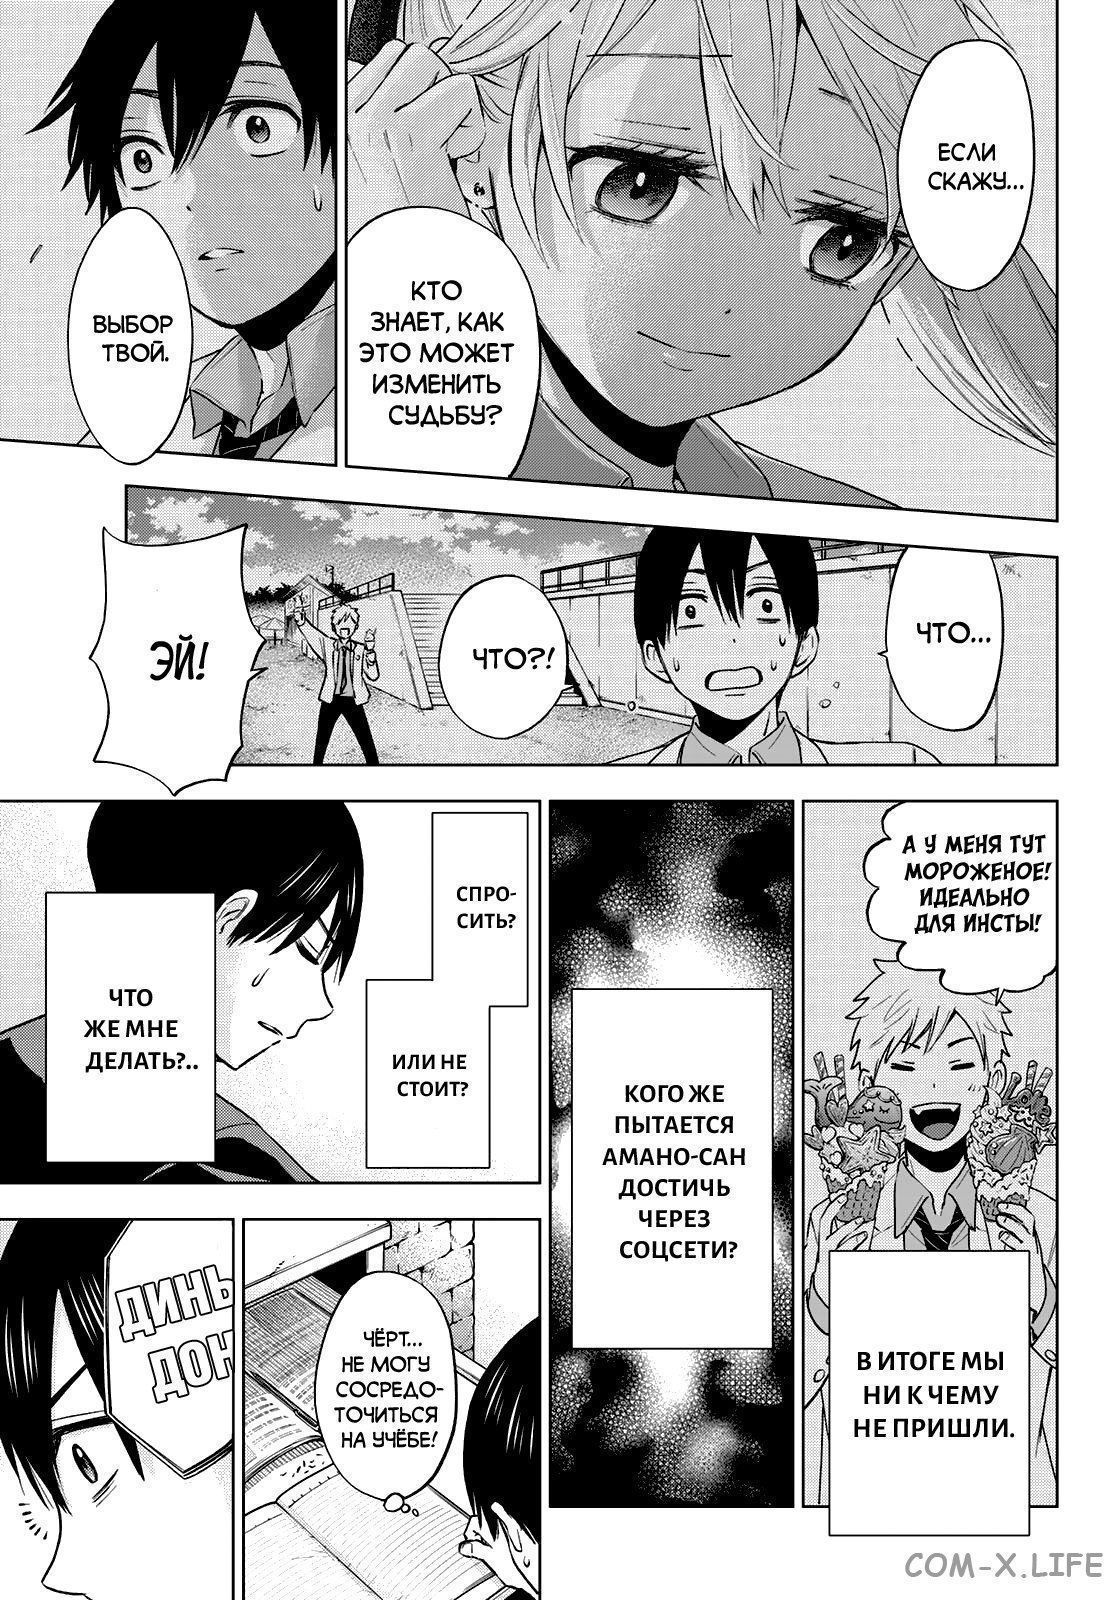 ЕСЛИ
СКАЖУ...
КТО
ЗНАЕТ, КАК
ЭТО МОЖЕТ
ИЗМЕНИТЬ
СУДЬБУ?
ВЫБОР
ТВОЙ.
ЧТО...
ЧТО?!
ЭЙ!
А У МЕНЯ ТУТ
МОРОЖЕНОЕ!
ИДЕАЛЬНО
ДЛЯ ИНСТЫ!
В ИТОГЕ МЫ
НИ К ЧЕМУ
НЕ ПРИШЛИ.
КОГО ЖЕ
ПЫТАЕТСЯ
АМАНО-САН
ДОСТИЧЬ
ЧЕРЕЗ
СОЦСЕТИ?
СПРО-
СИТЬ?
ИЛИ НЕ
СТОИТ?
ЧТО
ЖЕ МНЕ
ДЕЛАТЬ?..
ЧЁРТ...
НЕ МОГУ
СОСРЕДО-
ТОЧИТЬСЯ
НА УЧЁБЕ!
ДИНЬ
ДОН
COM-X.LIFE